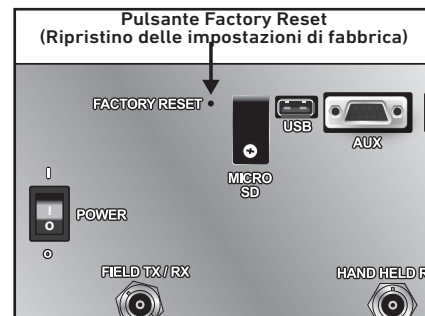 Pulsante Factory Reset
(Ripristino delle impostazioni di fabbrica)
FACTORY RESET
USB
AUX
MICRO
SD
I
I
O
POWER
O
FIELD TX / RX
HAND HELD R